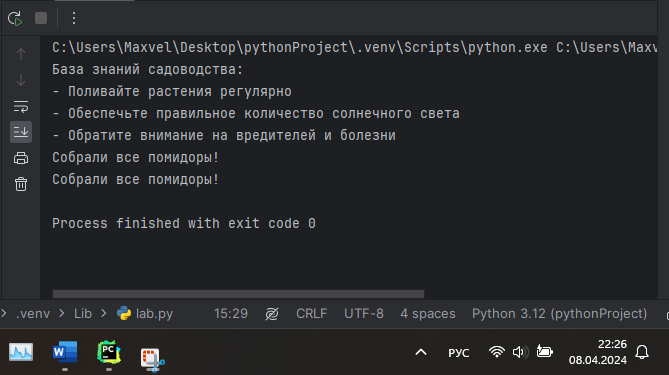 C:\Users\Maxvel\Desktop\pythonProject\.venv\Scripts\python.exe C:\Users\Maxv
База знаний садоводства:
- Поливайте растения регулярно
- Обеспечьте правильное количество солнечного света
- Обратите внимание на вредителей и болезни
Собрали все помидоры!
Собрали все помидоры!
Process finished with exit code 0
.venv > Lib > lab.py 15:29 CRLF UTF-8 4 spaces Python 3.12 (pythonProject)
W PC РУС 22:26
08.04.2024